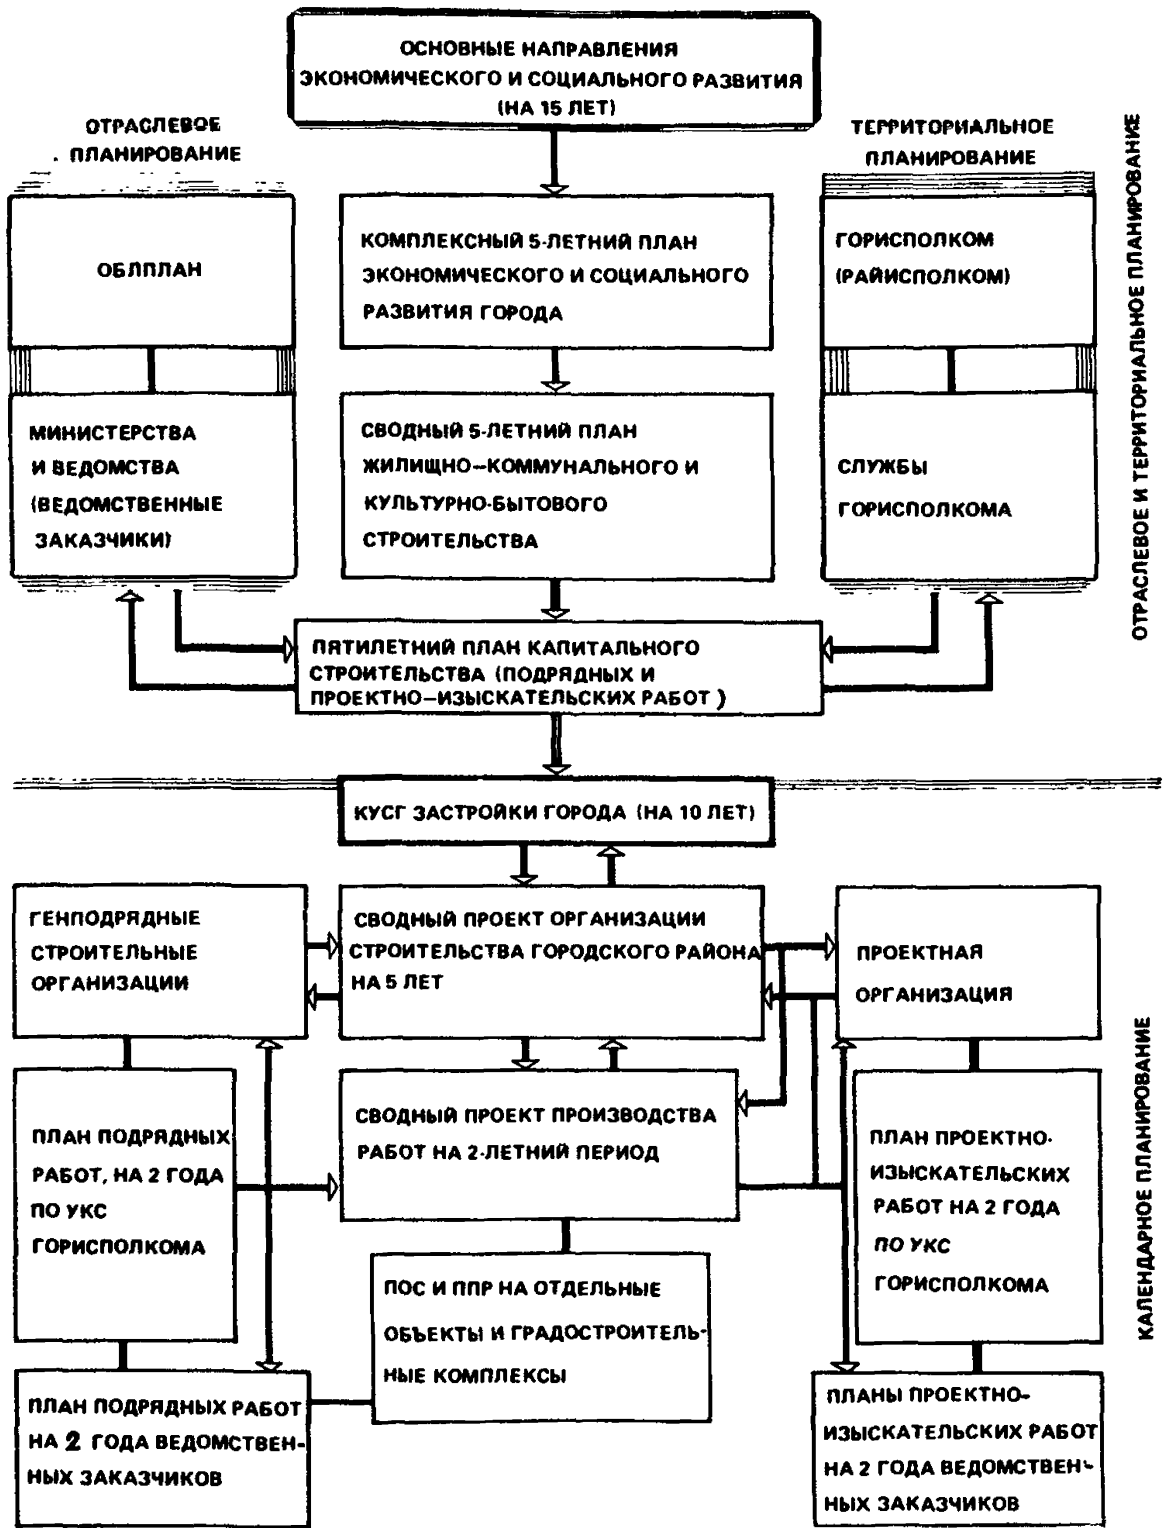 ОСНОВНЫЕ НАПРАВЛЕНИЯ
ЭКОНОМИЧЕСКОГО И СОЦИАЛЬНОГО РАЗВИТИЯ
(НА 15 ЛЕТ)
ОТРАСЛЕВОЕ
ПЛАНИРОВАНИЕ
ТЕРРИТОРИАЛЬНОЕ
ПЛАНИРОВАНИЕ
ОБЛПЛАН
КОМПЛЕКСНЫЙ 5-ЛЕТНИЙ ПЛАН
ЭКОНОМИЧЕСКОГО И СОЦИАЛЬНОГО
РАЗВИТИЯ ГОРОДА
ГОРИСПОЛКОМ
(РАЙИСПОЛКОМ)
МИНИСТЕРСТВА
И ВЕДОМСТВА
(ВЕДОМСТВЕННЫЕ
ЗАКАЗЧИКИ)
СВОДНЫЙ 5-ЛЕТНИЙ ПЛАН
ЖИЛИЩНО–КОММУНАЛЬНОГО И
КУЛЬТУРНО-БЫТОВОГО
СТРОИТЕЛЬСТВА
СЛУЖБЫ
ГОРИСПОЛКОМА
ОТРАСЛЕВОЕ И ТЕРРИТОРИАЛЬНОЕ ПЛАНИРОВАНИЕ
ПЯТИЛЕТНИЙ ПЛАН КАПИТАЛЬНОГО
СТРОИТЕЛЬСТВА (ПОДРЯДНЫХ И
ПРОЕКТНО–ИЗЫСКАТЕЛЬСКИХ РАБОТ )
КУСГ ЗАСТРОЙКИ ГОРОДА (НА 10 ЛЕТ)
ГЕНПОДРЯДНЫЕ
СТРОИТЕЛЬНЫЕ
ОРГАНИЗАЦИИ
СВОДНЫЙ ПРОЕКТ ОРГАНИЗАЦИИ
СТРОИТЕЛЬСТВА ГОРОДСКОГО РАЙОНА
НА 5 ЛЕТ
ПРОЕКТНАЯ
ОРГАНИЗАЦИЯ
ПЛАН ПОДРЯДНЫХ
РАБОТ, НА 2 ГОДА
ПО УКС
ГОРИСПОЛКОМА
СВОДНЫЙ ПРОЕКТ ПРОИЗВОДСТВА
РАБОТ НА 2-ЛЕТНИЙ ПЕРИОД
ПЛАН ПРОЕКТНО-
ИЗЫСКАТЕЛЬСКИХ
РАБОТ НА 2 ГОДА
ПО УКС
ГОРИСПОЛКОМА
КАЛЕНДАРНОЕ ПЛАНИРОВАНИЕ
ПОС И ППР НА ОТДЕЛЬНЫЕ
ОБЪЕКТЫ И ГРАДОСТРОИТЕЛЬ-
НЫЕ КОМПЛЕКСЫ
ПЛАН ПОДРЯДНЫХ РАБОТ
НА 2 ГОДА ВЕДОМСТВЕН-
НЫХ ЗАКАЗЧИКОВ
ПЛАНЫ ПРОЕКТНО–
ИЗЫСКАТЕЛЬСКИХ РАБОТ
НА 2 ГОДА ВЕДОМСТВЕН-
НЫХ ЗАКАЗЧИКОВ